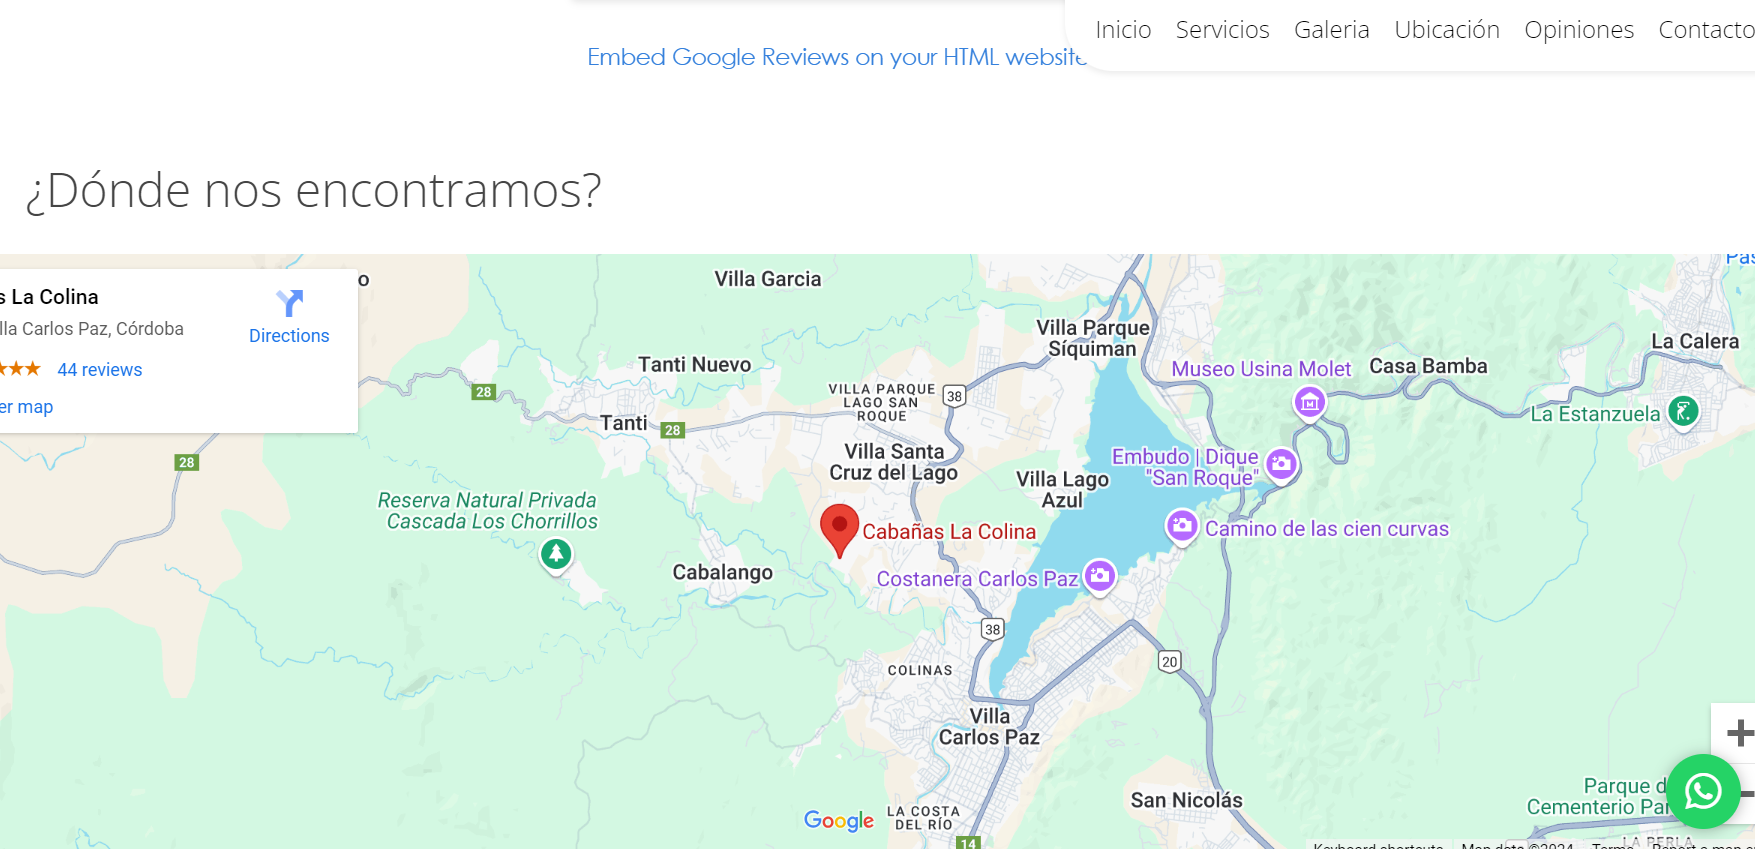 Inicio Servicios Galeria Ubicación Opiniones Contacto
Embed Google Reviews on your HTML website
¿Dónde nos encontramos?
s La Colina
lla Carlos Paz, Córdoba
Directions
44 reviews
er map
o
Villa Garcia
Pas
Villa Parque
Síquiman
La Calera
Tanti Nuevo
Museo Usina Molet
Casa Bamba
28
VILLA PARQUE
LAGO SAN
ROQUE
38
La Estanzuela
Tanti
28
Villa Santa
Cruz del Lago
Embudo | Dique
"San Roque"
28
Villa Lago
Azul
Reserva Natural Privada
Cascada Los Chorrillos
Cabañas La Colina
Camino de las cien curvas
Cabalango
Costanera Carlos Paz
38
COLINAS
20
Villa
Carlos Paz
San Nicolás
Parque d
Cementerio Par
Google
LA COSTA
DEL RÍO
14
LA PERLA
Keyboard shortcuts Map data ©2024 Terms Report a map